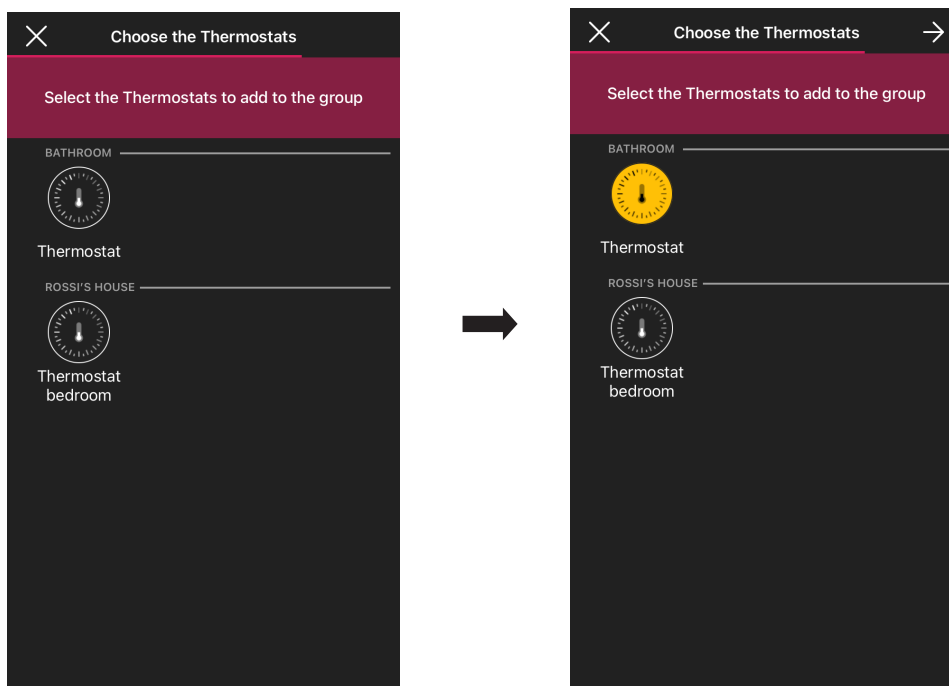 Choose the Thermostats
Select the Thermostats to add to the group
BATHROOM
Thermostat
ROSSI'S HOUSE
Thermostat
bedroom
Choose the Thermostats
Select the Thermostats to add to the group
BATHROOM
Thermostat
ROSSI'S HOUSE
Thermostat
bedroom